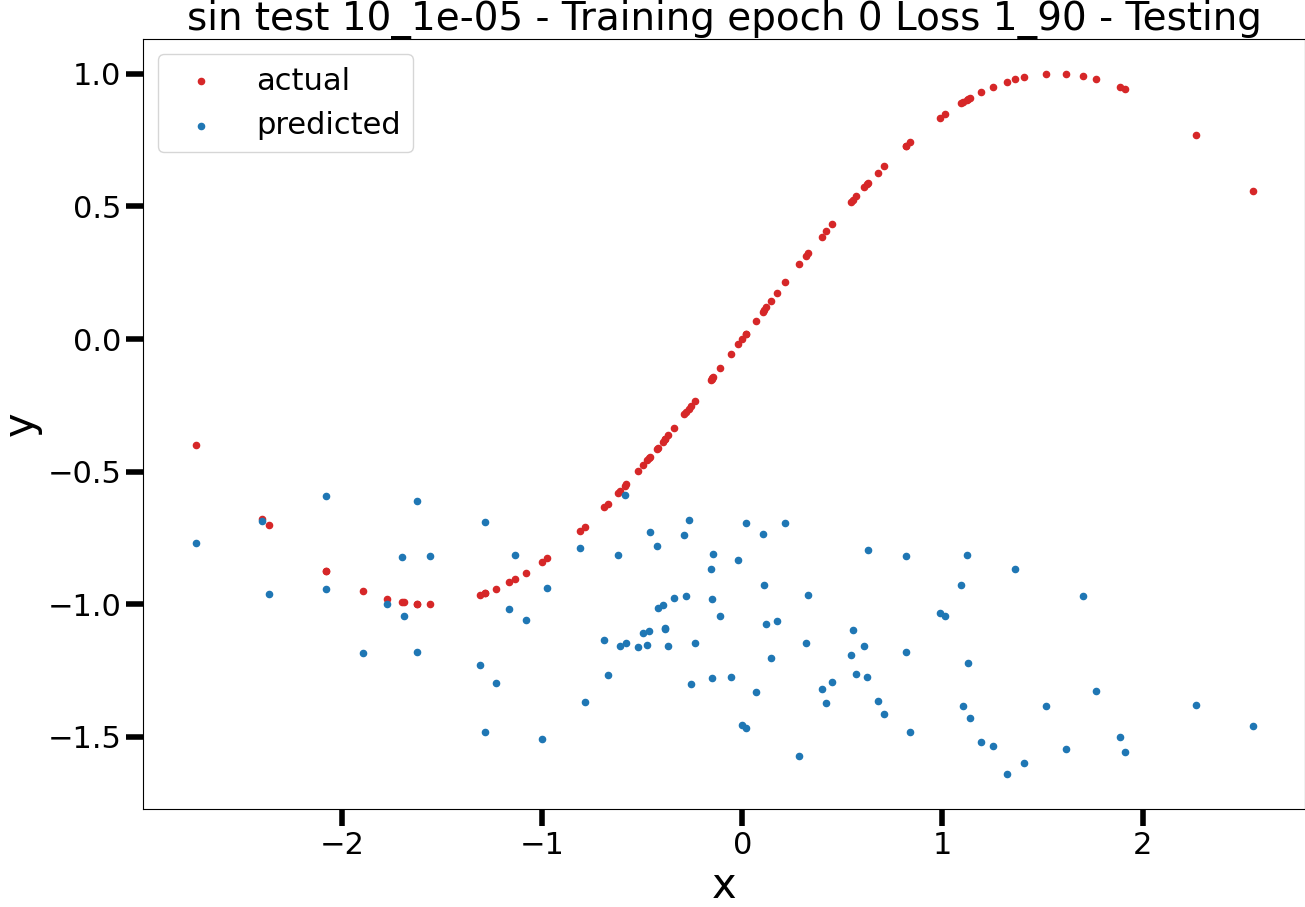 sin test 10_1e-05 - Training epoch 0 Loss 1_90 - Testing
actual
predicted
1.0
0.5
0.0
−0.5
−1.0
−1.5
y
−2
−1
0
1
2
x